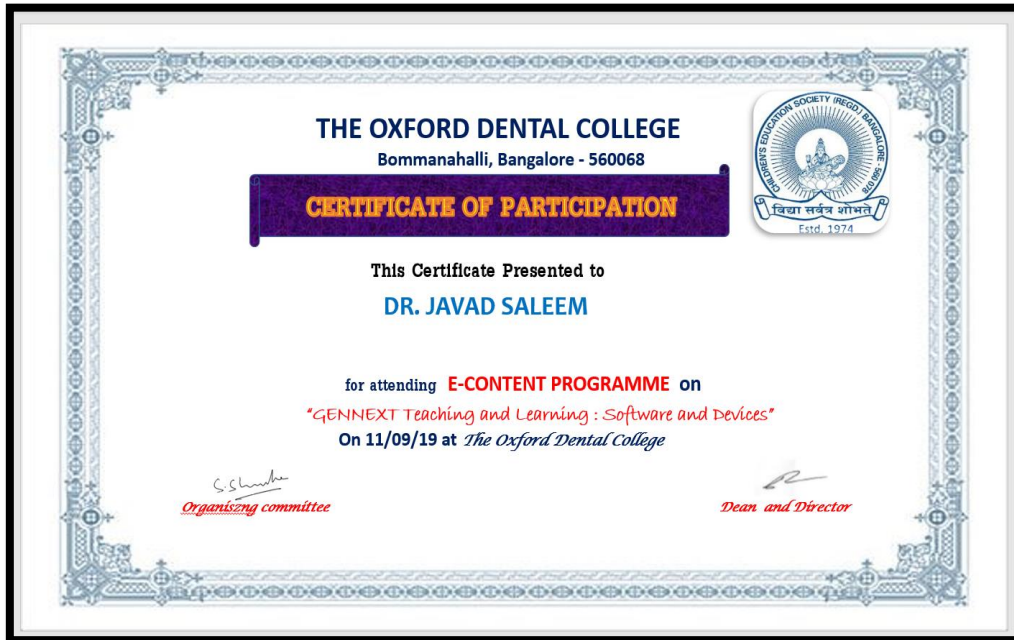 THE OXFORD DENTAL COLLEGE
Bommanahalli, Bangalore - 560068
CHILDREN'S EDUCATION SOCIETY (REGD.) BANGALORE - 560 078
विद्या सर्वत्र शोभते
Estd. 1974
CERTIFICATE OF PARTICIPATION
This Certificate Presented to
DR. JAVAD SALEEM
for attending E-CONTENT PROGRAMME on
"GENNEXT Teaching and Learning : Software and Devices"
On 11/09/19 at The Oxford Dental College
Organiszng committee
Dean and Director